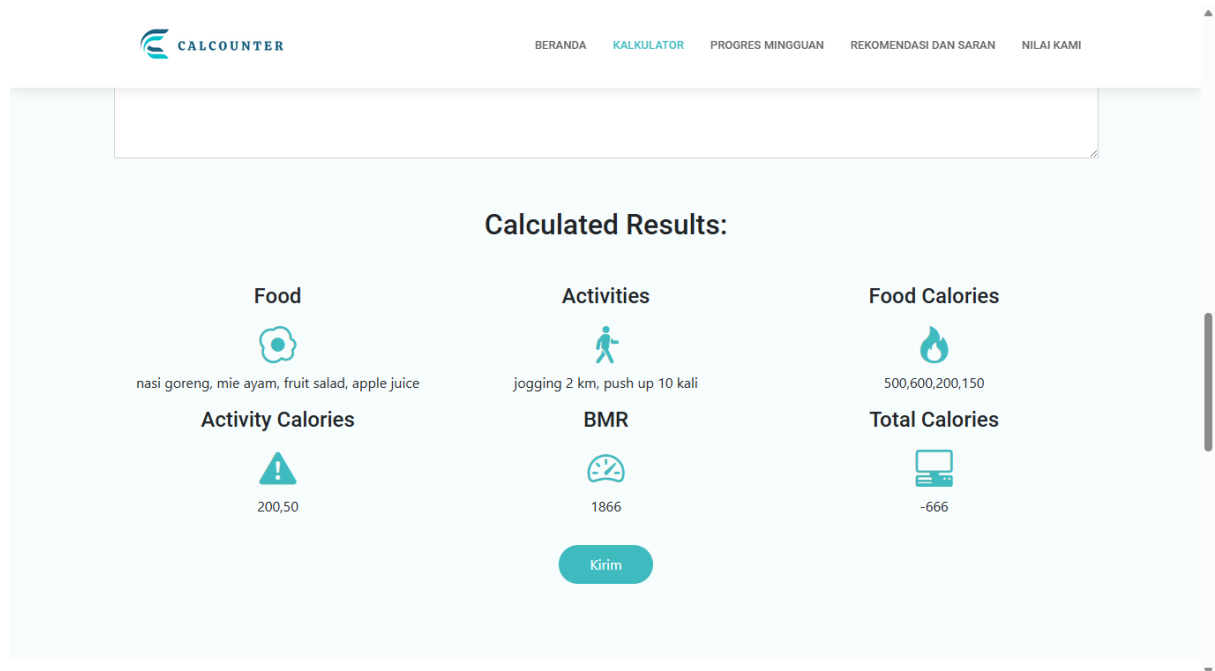 CALCOUNTER
BERANDA KALKULATOR PROGRES MINGGUAN REKOMENDASI DAN SARAN NILAI KAMI
Calculated Results:
Food Activities Food Calories
nasi goreng, mie ayam, fruit salad, apple juice jogging 2 km, push up 10 kali 500,600,200,150
Activity Calories BMR Total Calories
200,50 1866 -666
Kirim